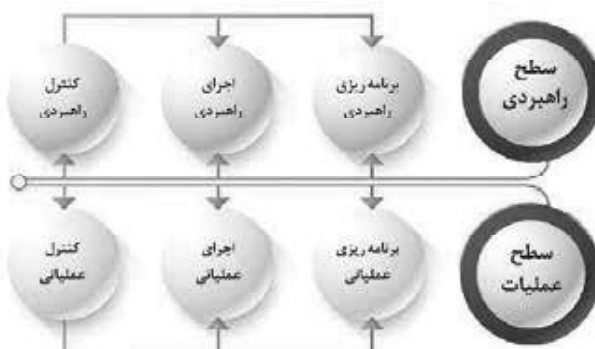 سطح
راهبردی
برنامه ریزی
راهبردی
اجرای
راهبردی
کنترل
راهبردی
سطح
عملیات
برنامه ریزی
عملیاتی
اجرای
عملیاتی
کنترل
عملیاتی